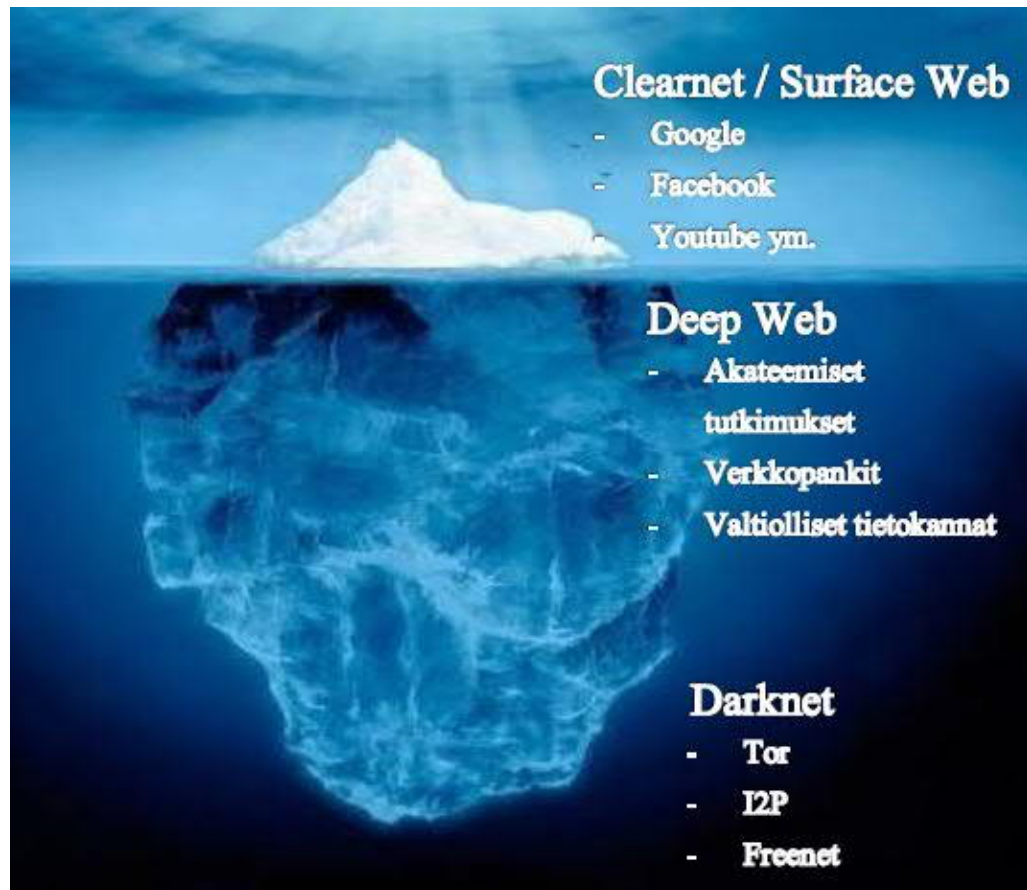 Clearnet / Surface Web
- Google
- Facebook
- Youtube ym.
Deep Web
- Akateemiset
tutkimukset
- Verkkopankit
- Valtiolliset tietokannat
Darknet
- Tor
- I2P
- Freenet